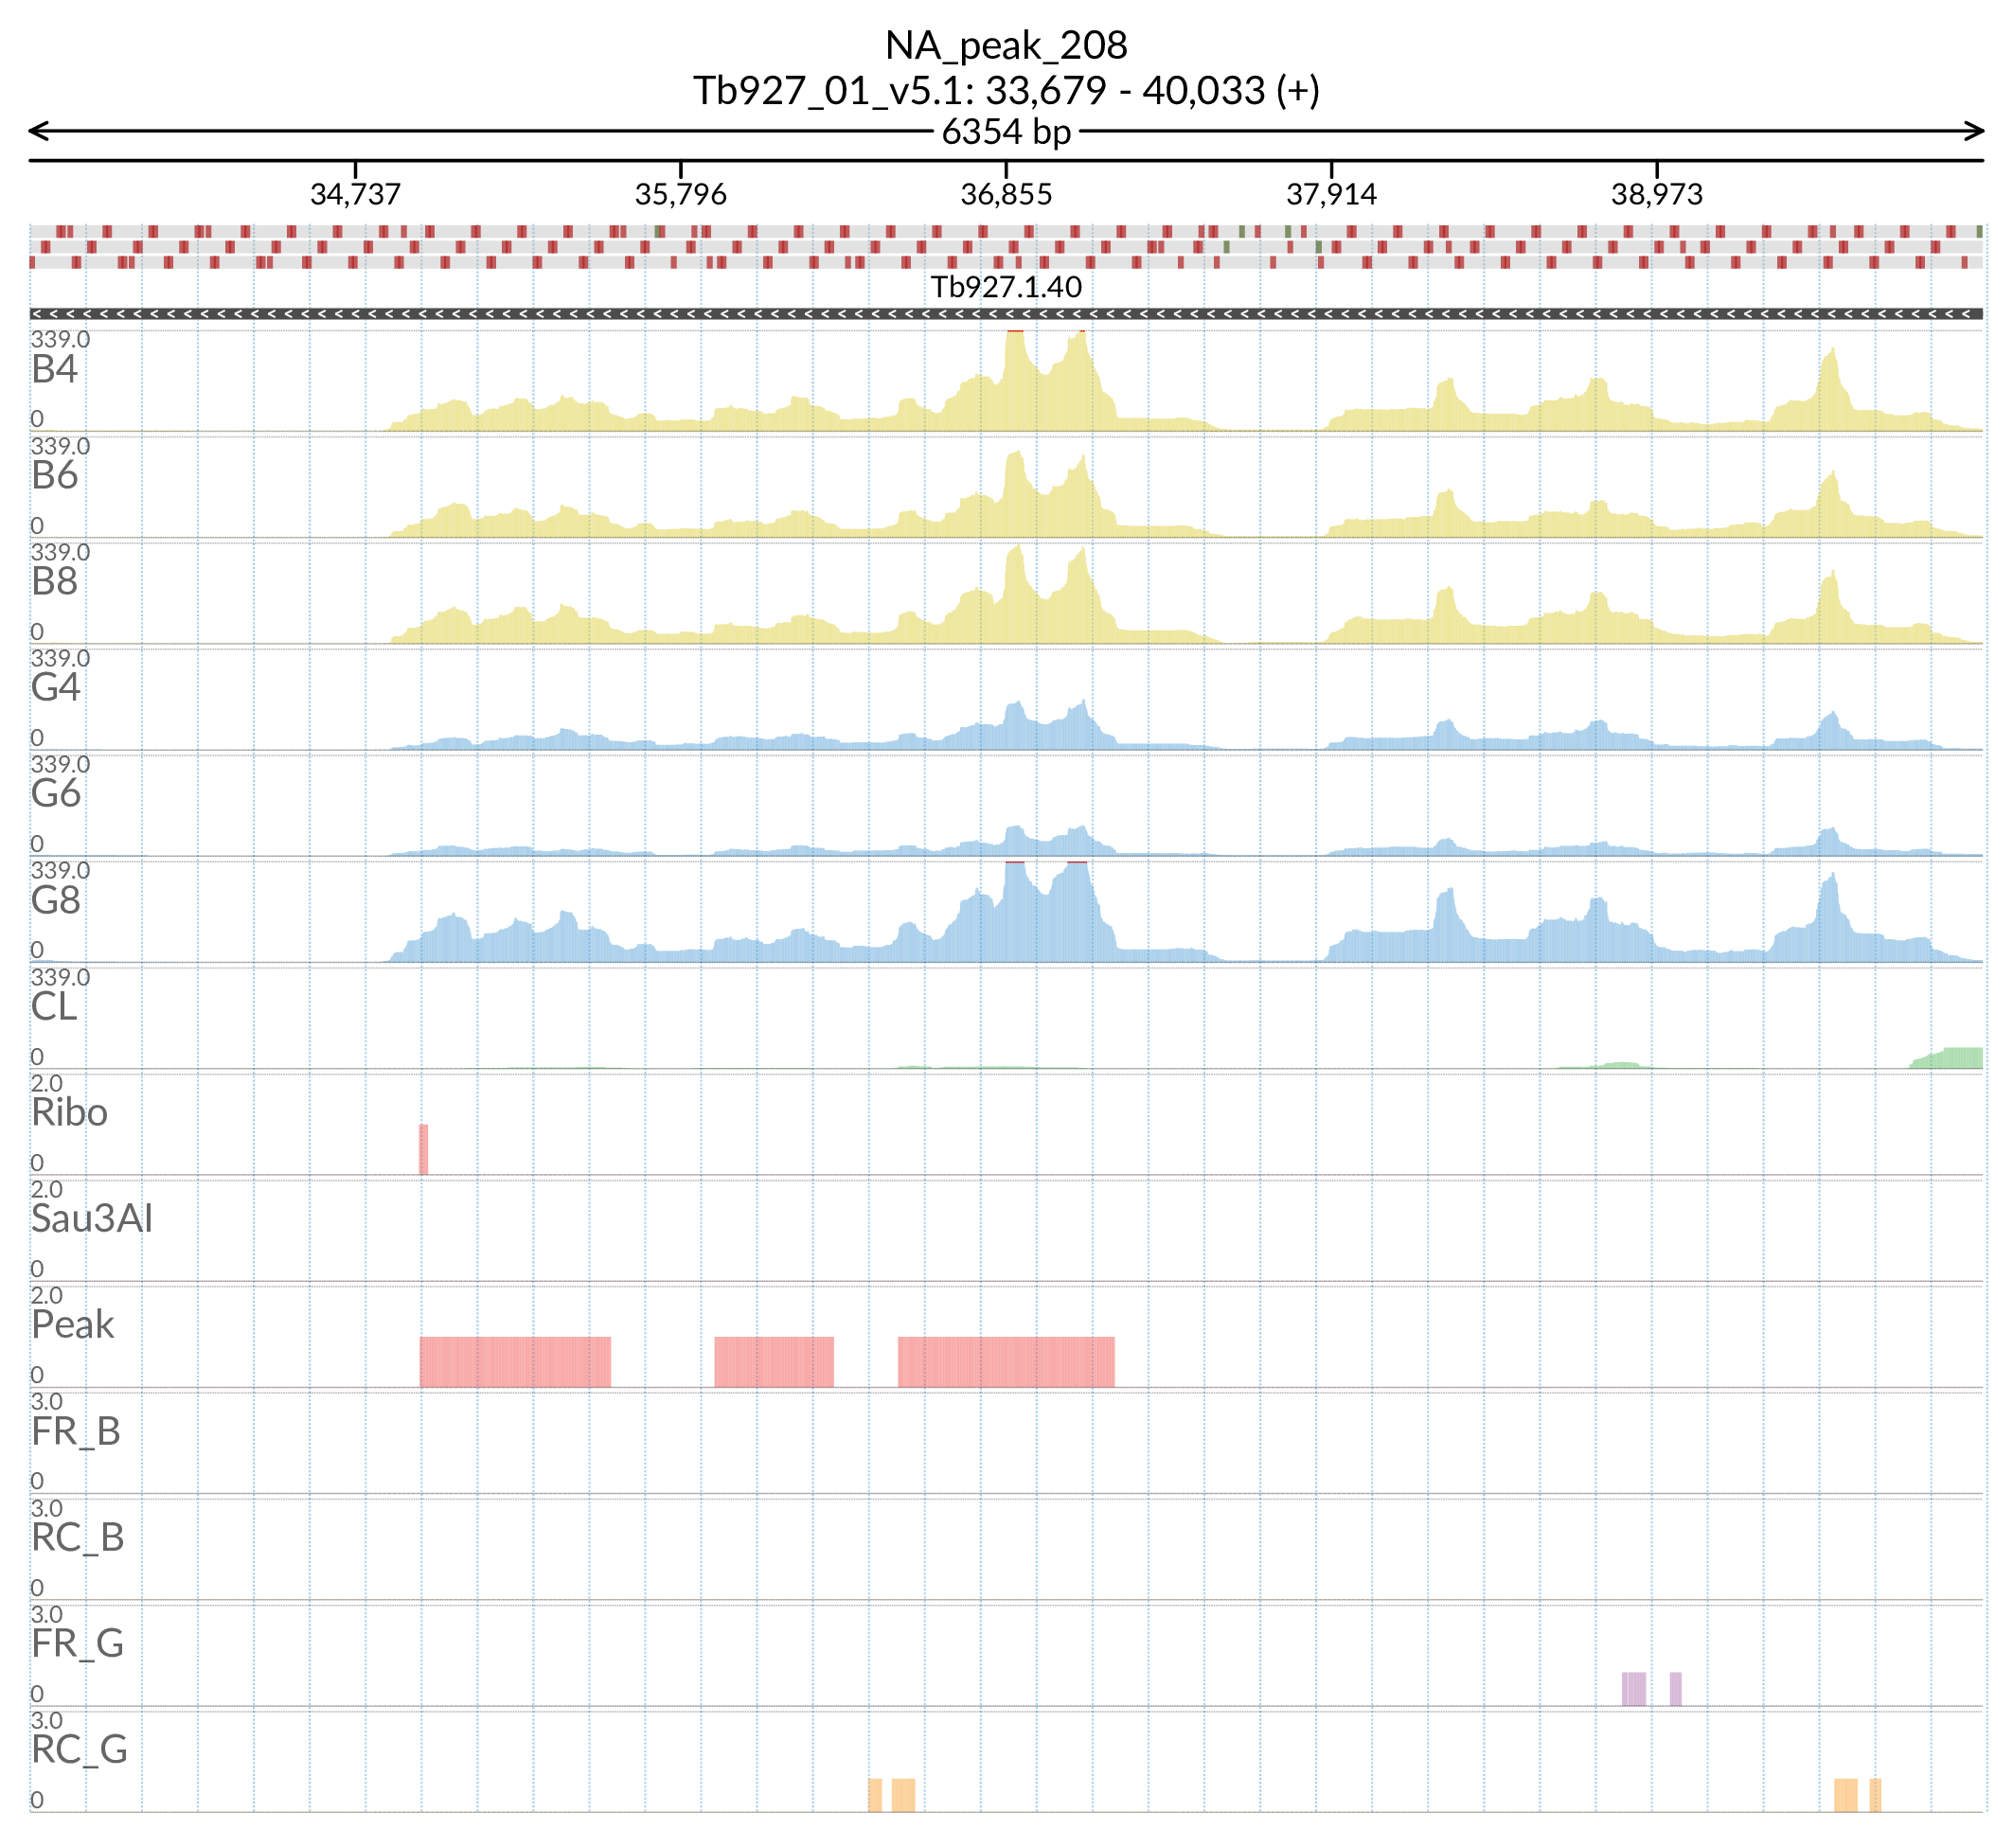 NA_peak_208
Tb927_01_v5.1: 33,679 - 40,033 (+)
6354 bp
34,737 35,796 36,855 37,914 38,973
Tb927.1.40
339.0
B4
0
339.0
B6
0
339.0
B8
0
339.0
G4
0
339.0
G6
0
339.0
G8
0
339.0
CL
0
2.0
Ribo
0
2.0
Sau3AI
0
2.0
Peak
0
3.0
FR_B
0
3.0
RC_B
0
3.0
FR_G
0
3.0
RC_G
0